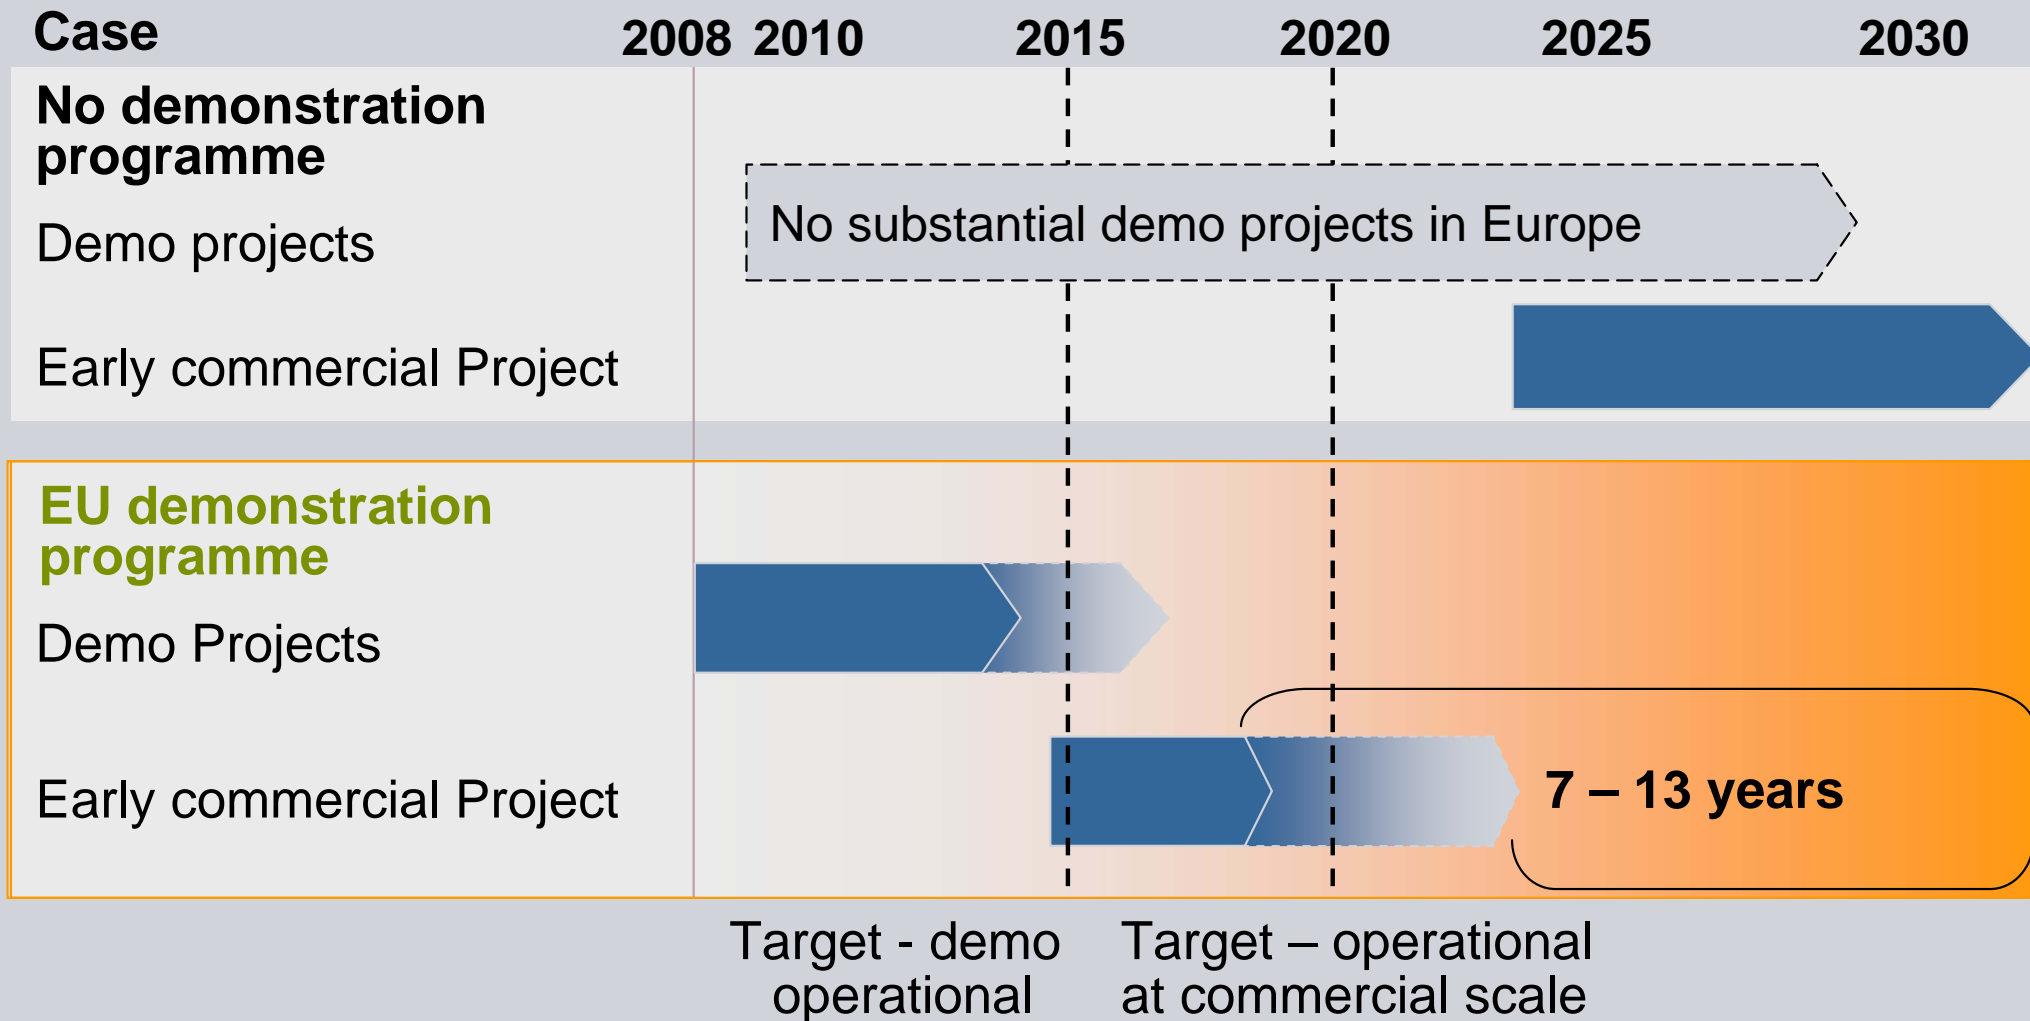 Case 2008 2010 2015 2020 2025 2030
No demonstration
programme
Demo projects
No substantial demo projects in Europe
Early commercial Project
EU demonstration
programme
Demo Projects
Early commercial Project
7 – 13 years
Target - demo
operational
Target – operational
at commercial scale